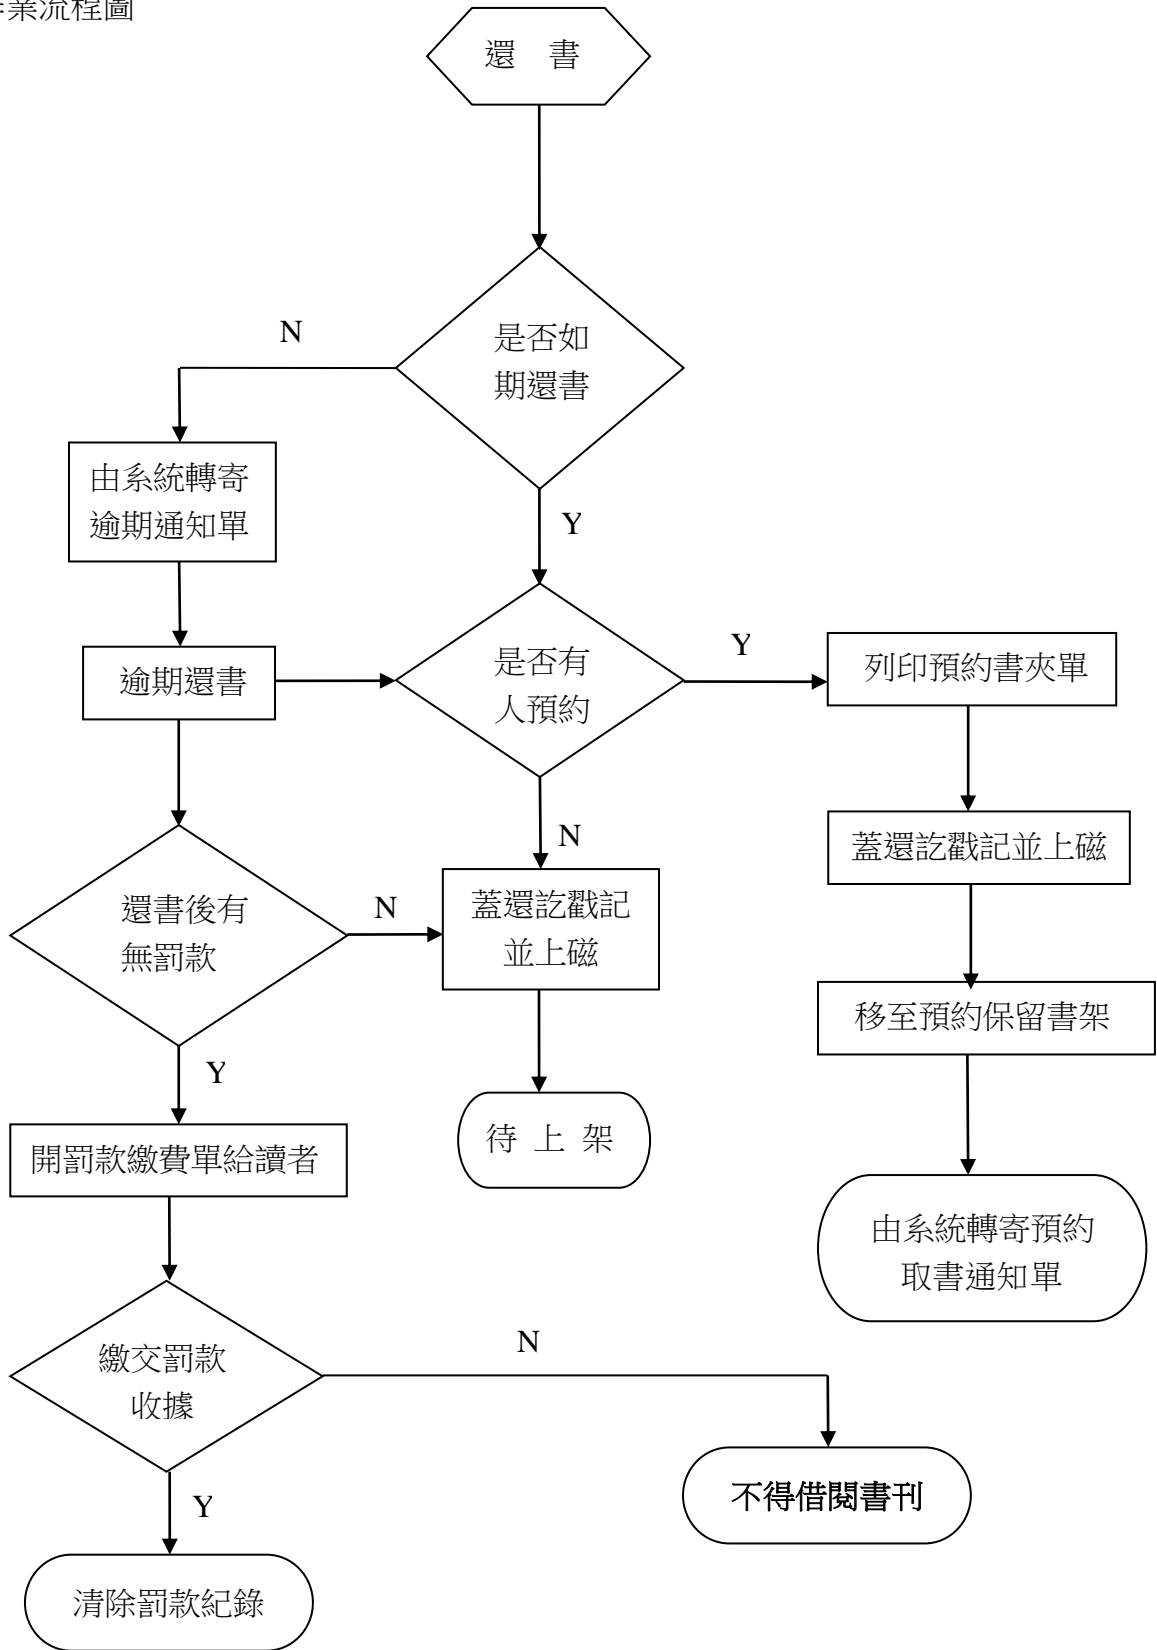 業流程圖
還 書
是否如
期還書
N
Y
由系統轉寄
逾期通知單
逾期還書
是否有
人預約
Y
N
列印預約書夾單
蓋還訖戳記並上磁
移至預約保留書架
由系統轉寄預約
取書通知單
還書後有
無罰款
N
Y
蓋還訖戳記
並上磁
待 上 架
開罰款繳費單給讀者
繳交罰款
收據
N
Y
不得借閱書刊
清除罰款紀錄